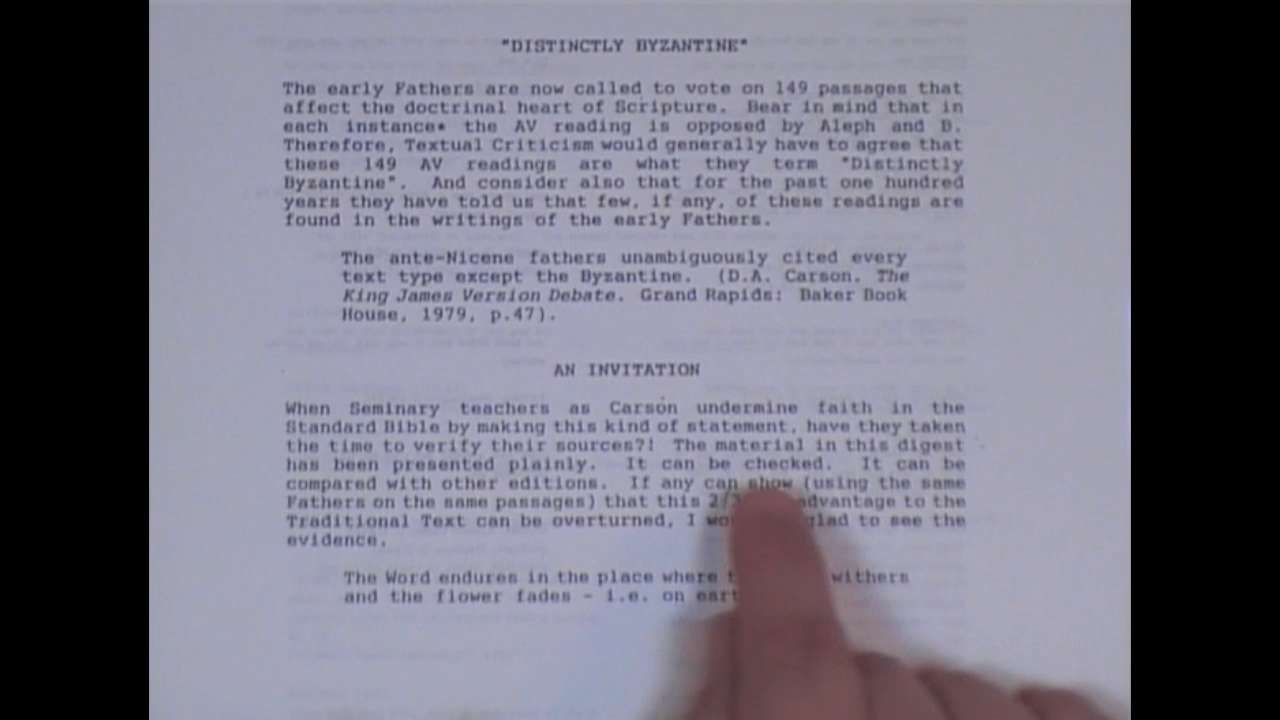 "DISTINCTLY BYZANTINE"
The early Fathers are now called to vote on 149 passages that
affect the doctrinal heart of Scripture. Bear in mind that in
each instance* the AV reading is opposed by Aleph and B.
Therefore, Textual Criticism would generally have to agree that
these 149 AV readings are what they term "Distinctly
Byzantine". And consider also that for the past one hundred
years they have told us that few, if any, of these readings are
found in the writings of the early Fathers.
The ante-Nicene fathers unambiguously cited every
text type except the Byzantine. (D.A. Carson. The
King James Version Debate. Grand Rapids: Baker Book
House, 1979, p.47).
AN INVITATION
When Seminary teachers as Carson undermine faith in the
Standard Bible by making this kind of statement, have they taken
the time to verify their sources?! The material in this digest
has been presented plainly. It can be checked. It can be
compared with other editions. If any can show (using the same
Fathers on the same passages) that this advantage to the
Traditional Text can be overturned, I glad to see the
evidence.
The Word endures in the place where withers
and the flower fades - i.e. on